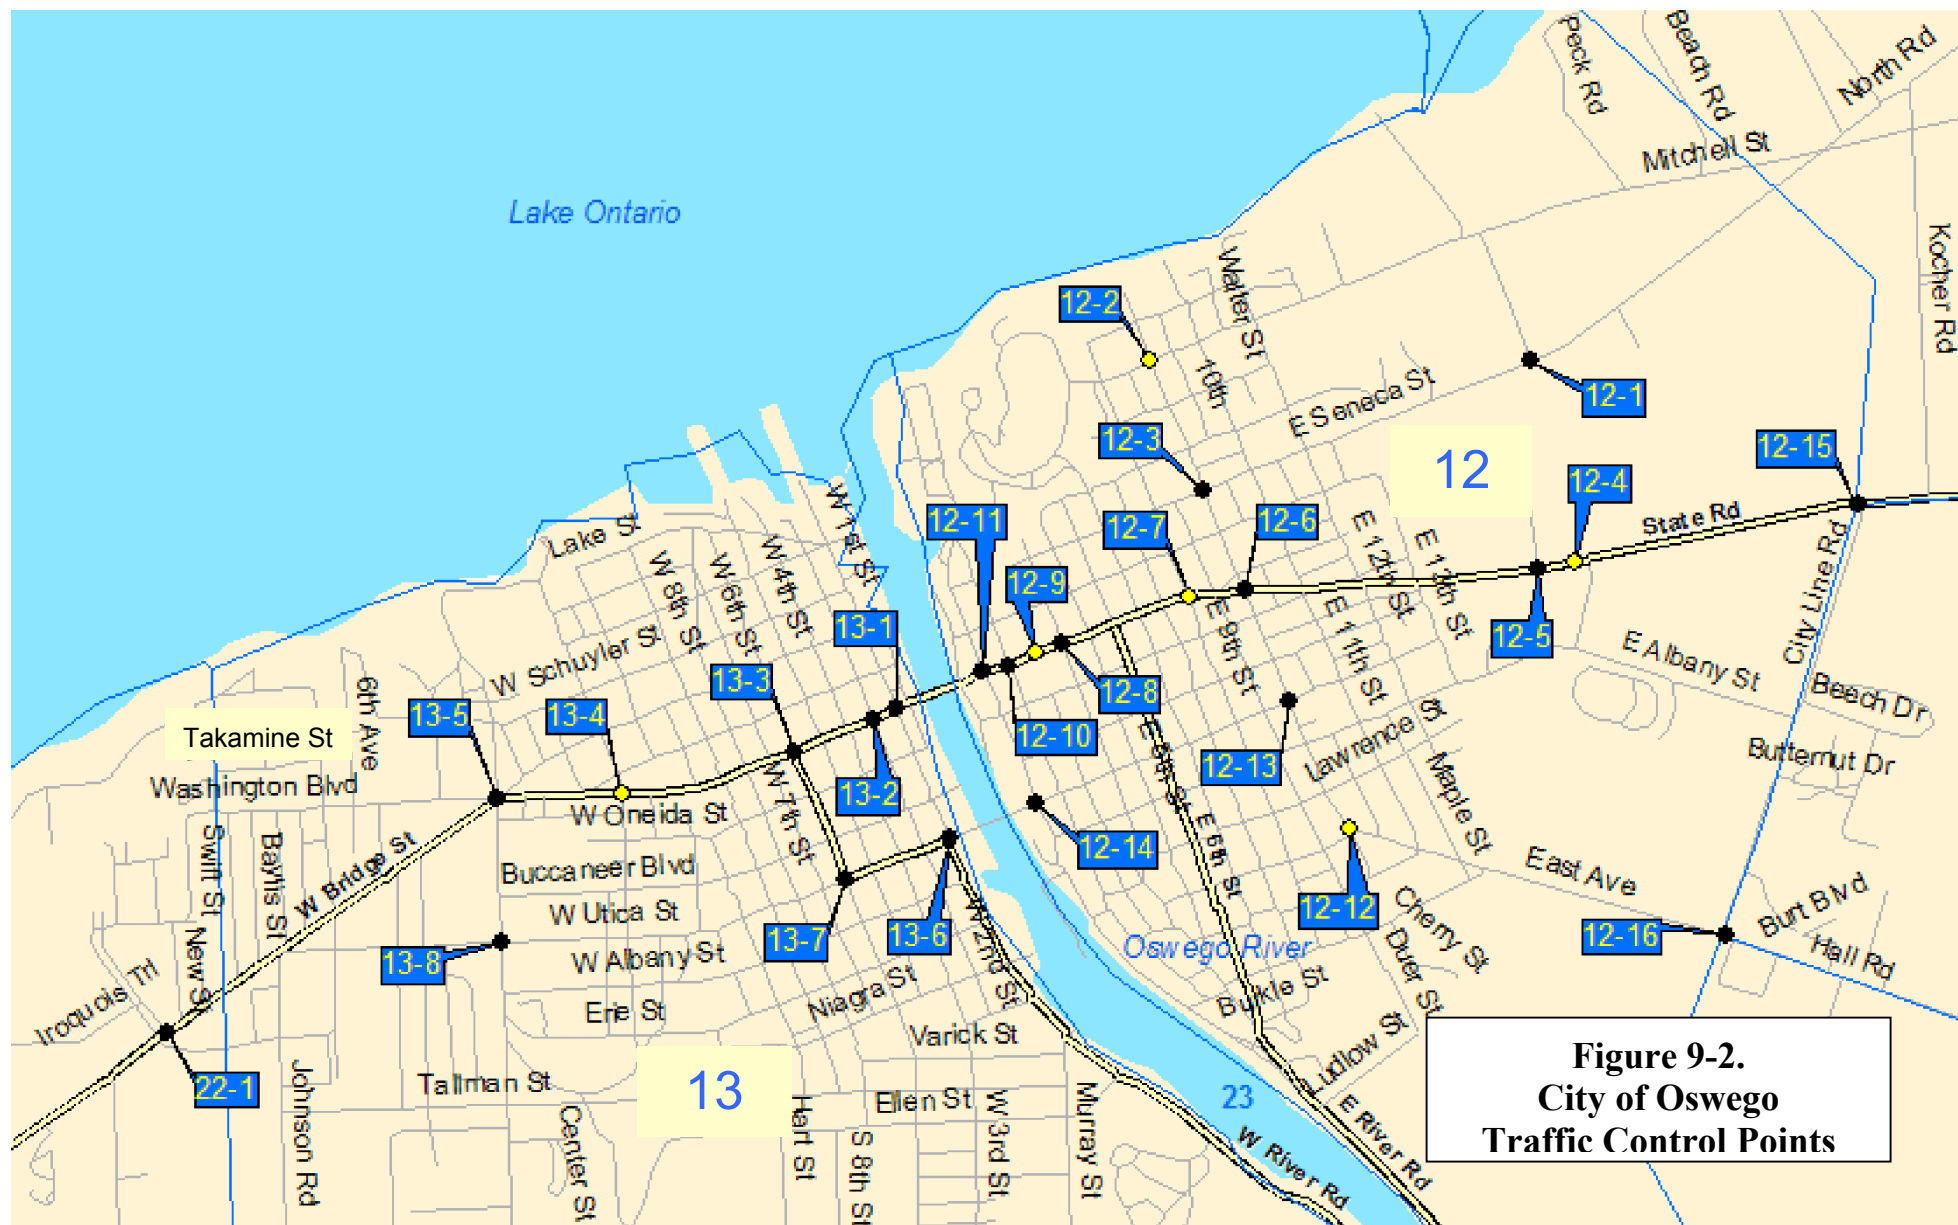 Peck Rd
Beach Rd
North Rd
Mitchell St
Lake Ontario
Kocher Rd
Walter St
12-2
10th
12-1
E Seneca St
12-3
12
12-15
12-4
State Rd
W 1st St
12-11
12-7
12-6
E 12th St
E 13th St
City Line Rd
Lake St
W 4th St
W 6th St
W 8th St
12-9
13-1
E 9th St
E 11th St
12-5
E Albany St
W Schuyler St
13-3
12-8
Beech Dr
6th Ave
13-5
13-4
12-10
Takamine St
Washington Blvd
12-13
Lawrence St
Butternut Dr
13-2
W 7th St
W Oneida St
Maple St
E 6th St
12-14
Swift St
Baylis St
W Bridge St
Buccaneer Blvd
East Ave
Burt Blvd
12-12
Cherry St
W Utica St
13-7
13-6
W 2nd St
Oswego River
12-16
Hall Rd
New St
13-8
W Albany St
Duer St
Iroquois Trl
Erie St
Niagra St
Bulkle St
Varick St
Ludlow St
22-1
Johnson Rd
Tallman St
Center St
13
Hart St
Ellen St
S 8th St
W 3rd St
Murray St
23
W River Rd
E River Rd
Figure 9-2.
City of Oswego
Traffic Control Points